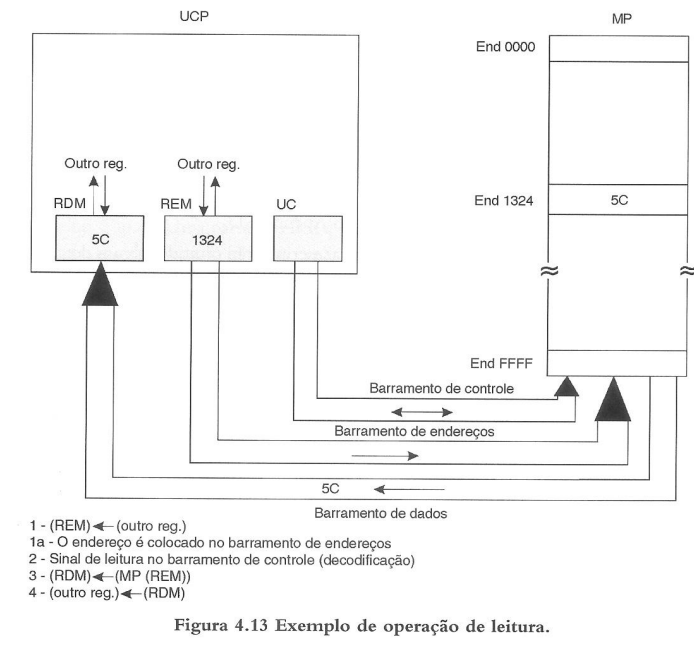 UCP
MP
End 0000
Outro reg.
Outro reg.
RDM
REM
UC
End 1324
5C
5C
1324
End FFFF
Barramento de controle
Barramento de endereços
5C
Barramento de dados
1 - (REM)←(outro reg.)
1a - O endereço é colocado no barramento de endereços
2 - Sinal de leitura no barramento de controle (decodificação)
3 - (RDM)←(MP (REM))
4 - (outro reg.)←(RDM)
Figura 4.13 Exemplo de operação de leitura.